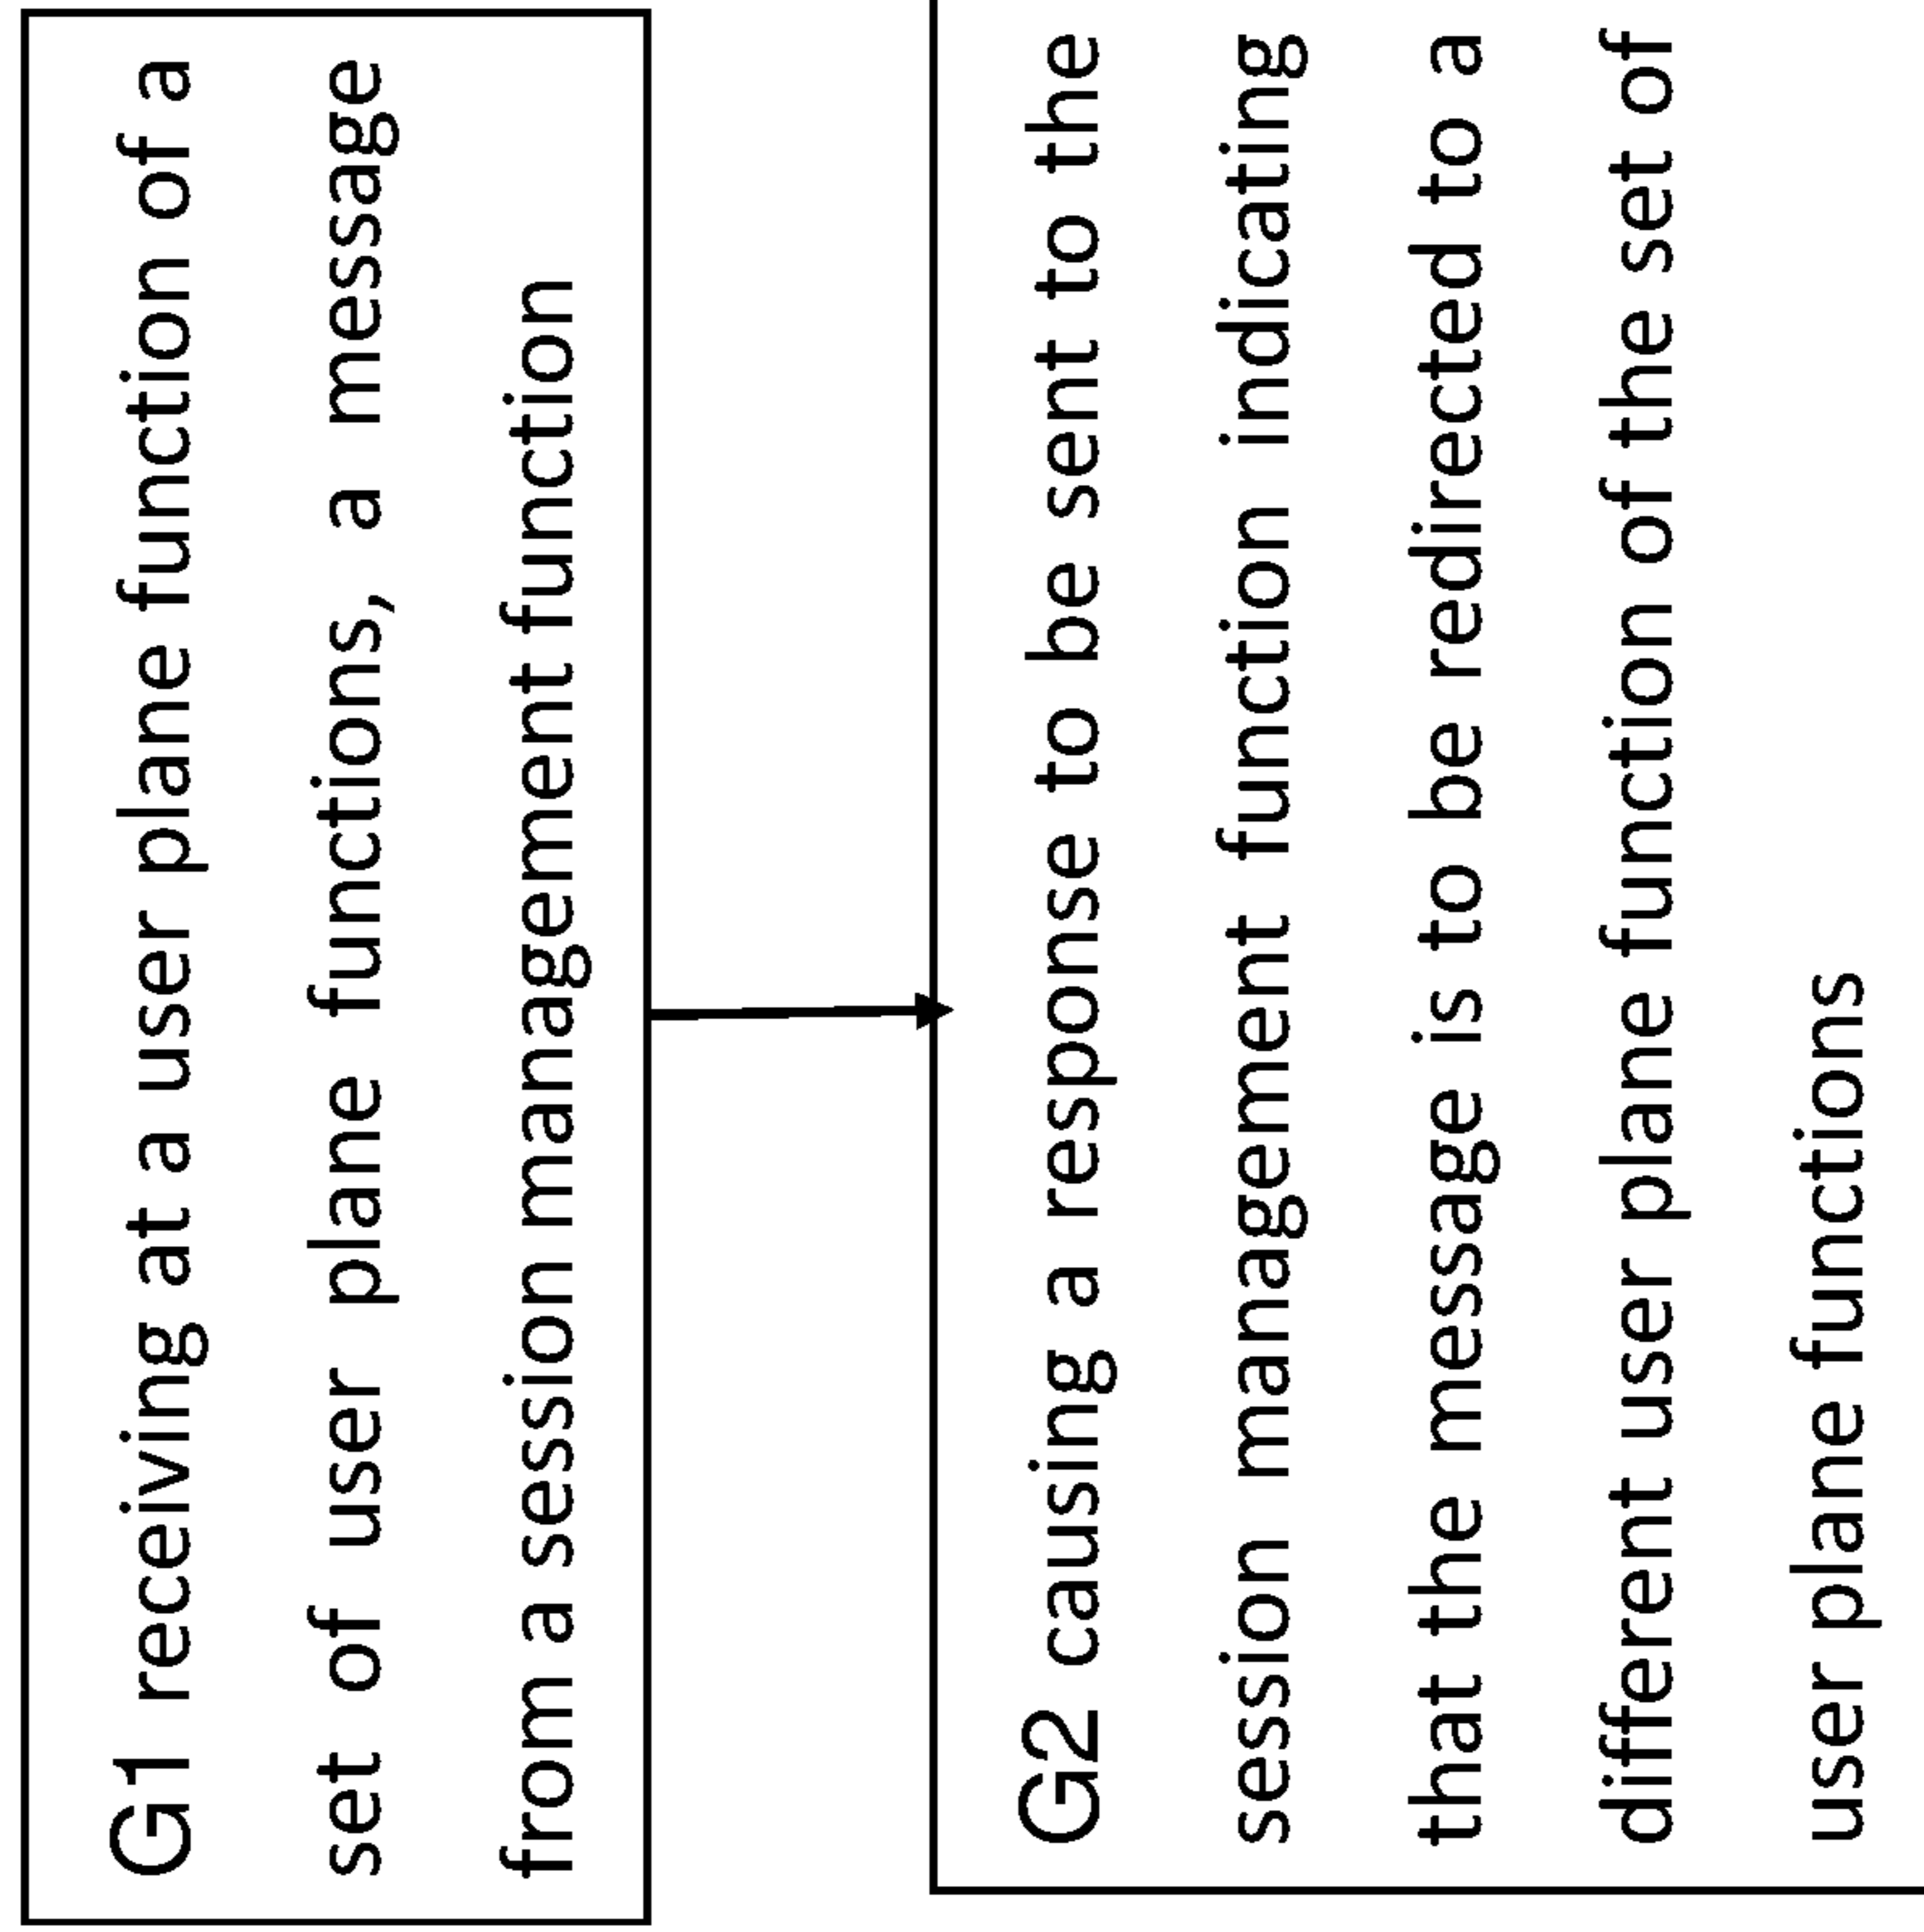 G1 receiving at a user plane function of a
set of user plane functions, a message
from a session management function
G2 causing a response to be sent to the
session management function indicating
that the message is to be redirected to a
different user plane function of the set of
user plane functions